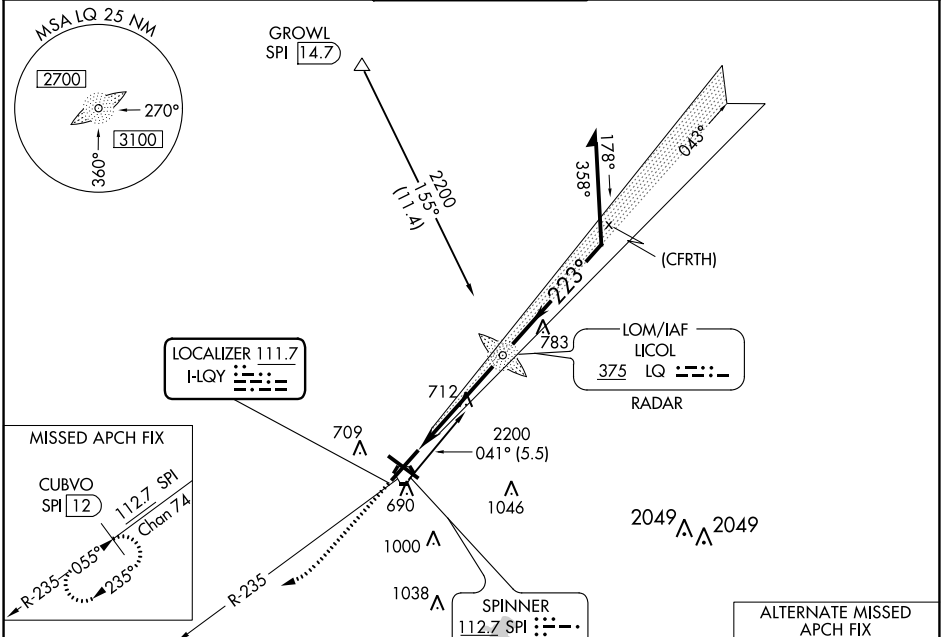 MSA LQ 25 NM
2700
270°
3100
360°
GROWL
SPI 14.7
2200
155°
(11.4)
178°
358°
043°
(CFRTH)
223°
783
LOM/IAF
LICOL
375 LQ
RADAR
LOCALIZER 111.7
I-LQY
712
709
2200
041° (5.5)
690
1046
2049
2049
1000
1038
R-235
MISSED APCH FIX
CUBVO
SPI 12
112.7 SPI
Chan 74
R-235
055°
235°
SPINNER
112.7 SPI
ALTERNATE MISSED
APCH FIX